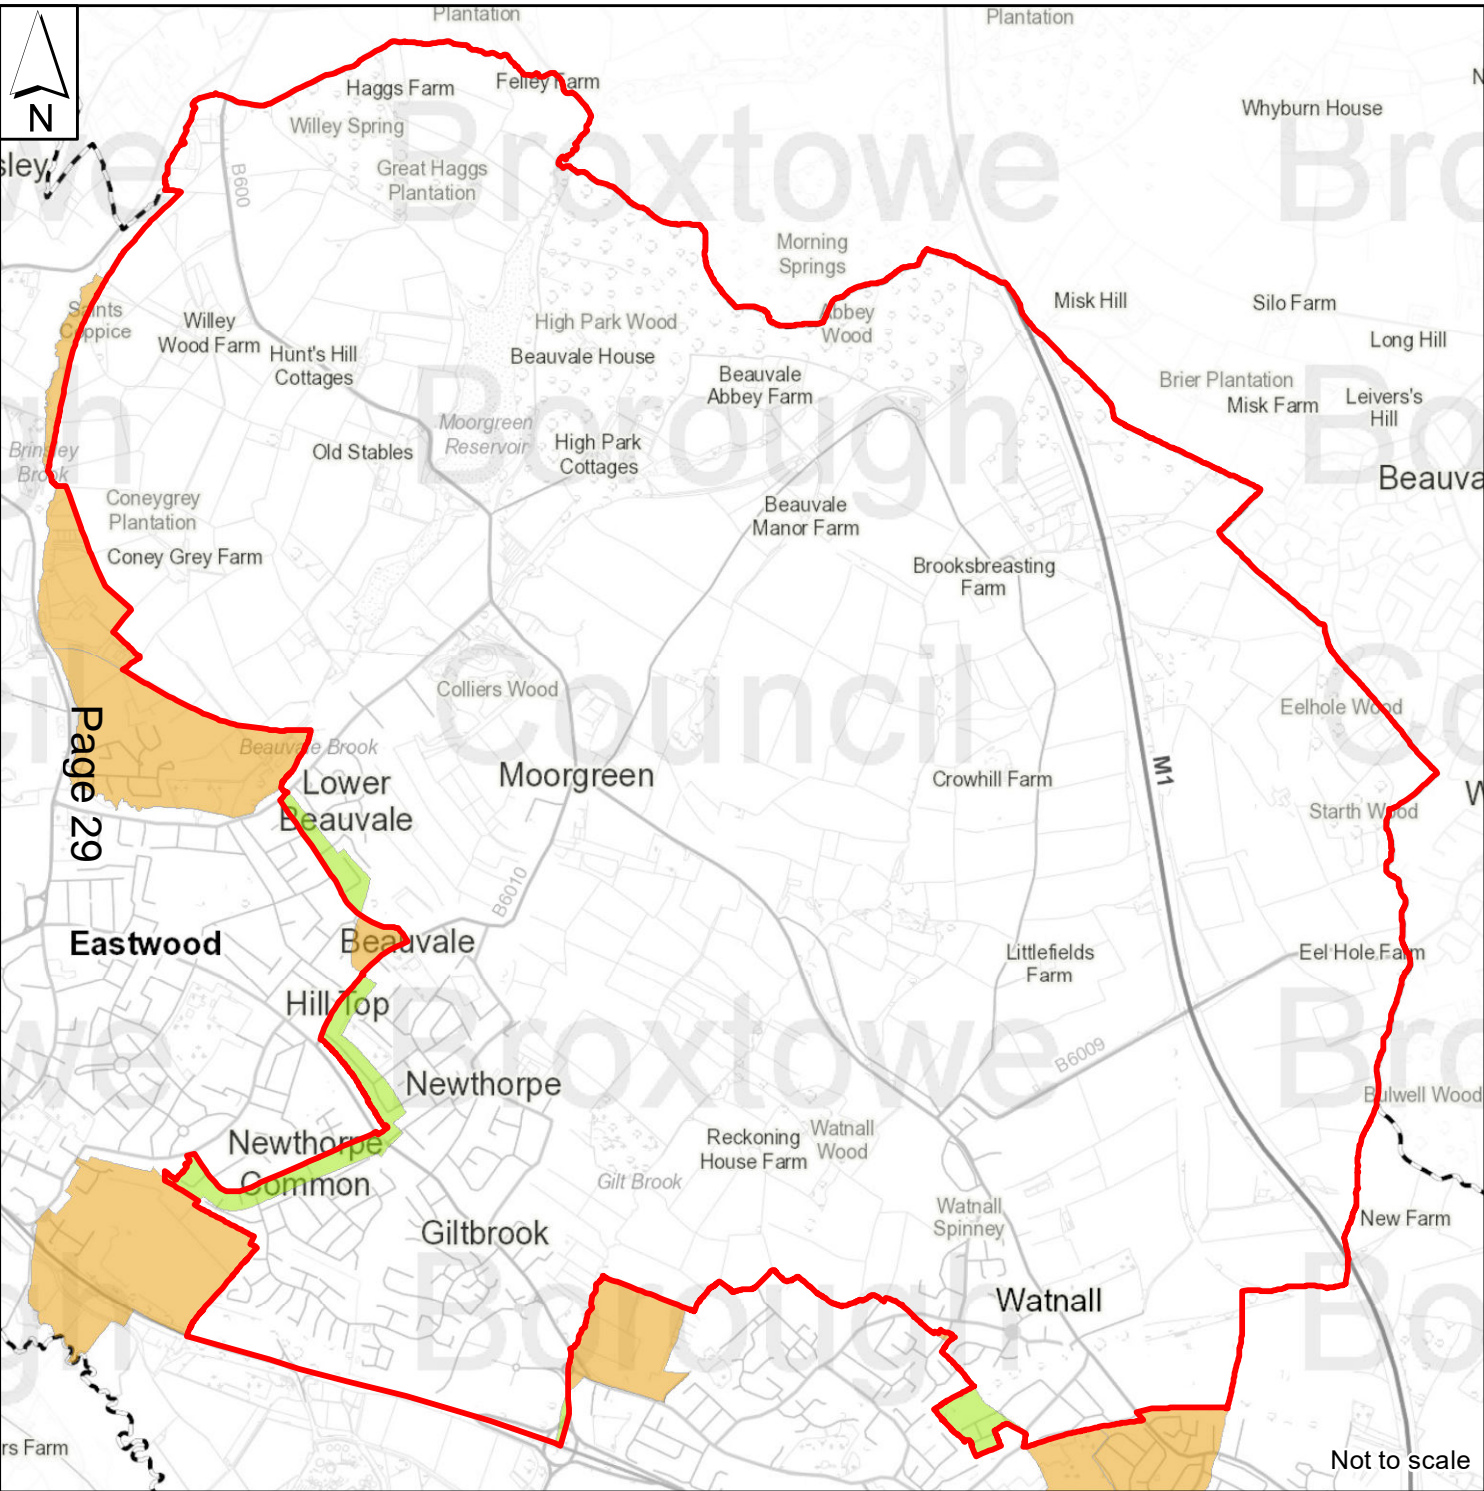 Plantation
Plantation
N
Haggs Farm
Felley Farm
Whyburn House
Willey Spring
sley
Great Haggs
Plantation
B600
Broxtowe
Morning
Springs
Misk Hill
Silo Farm
Saints
Coppice
Willey
Wood Farm
High Park Wood
Abbey
Wood
Long Hill
Hunt's Hill
Cottages
Beauvale House
Beauvale
Abbey Farm
Brier Plantation
Misk Farm
Leivers's
Hill
Borough
Moorgreen
Reservoir
Brinsley
Brook
Old Stables
High Park
Cottages
Beauva
Coneygrey
Plantation
Beauvale
Manor Farm
Coney Grey Farm
Brooksbreasting
Farm
Council
Colliers Wood
Eelhole Wood
Page 29
Beauvale Brook
Lower
Beauvale
Moorgreen
Crowhill Farm
M1
Starth Wood
B6010
Eastwood
Beauvale
Littlefields
Farm
Eel Hole Farm
Hill Top
Broxtowe
B6009
Newthorpe
Bulwell Wood
Newthorpe
Common
Reckoning
House Farm
Watnall
Wood
Gilt Brook
Watnall
Spinney
New Farm
Giltbrook
Borough
Watnall
rs Farm
Not to scale